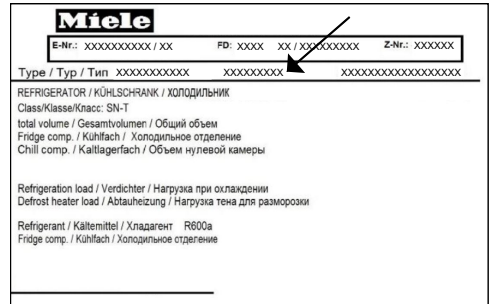 Miele
E-Nr.: XXXXXXXXXX / XX FD: XXXX XX / XXXXXXXXX Z-Nr.: XXXXXX
Type / Typ / Тип XXXXXXXXXXX XXXXXXXXX XXXXXXXXXXXXXXXXXX
REFRIGERATOR / KÜHLSCHRANK / ХОЛОДИЛЬНИК
Class/Klasse/Класс: SN-T
total volume / Gesamtvolumen / Общий объем
Fridge comp. / Kühlfach / Холодильное отделение
Chill comp. / Kaltlagerfach / Объем нулевой камеры
Refrigeration load / Verdichter / Нагрузка при охлаждении
Defrost heater load / Abtauheizung / Нагрузка тена для разморозки
Refrigerant / Kältemittel / Хладагент R600a
Fridge comp. / Kühlfach / Холодильное отделение